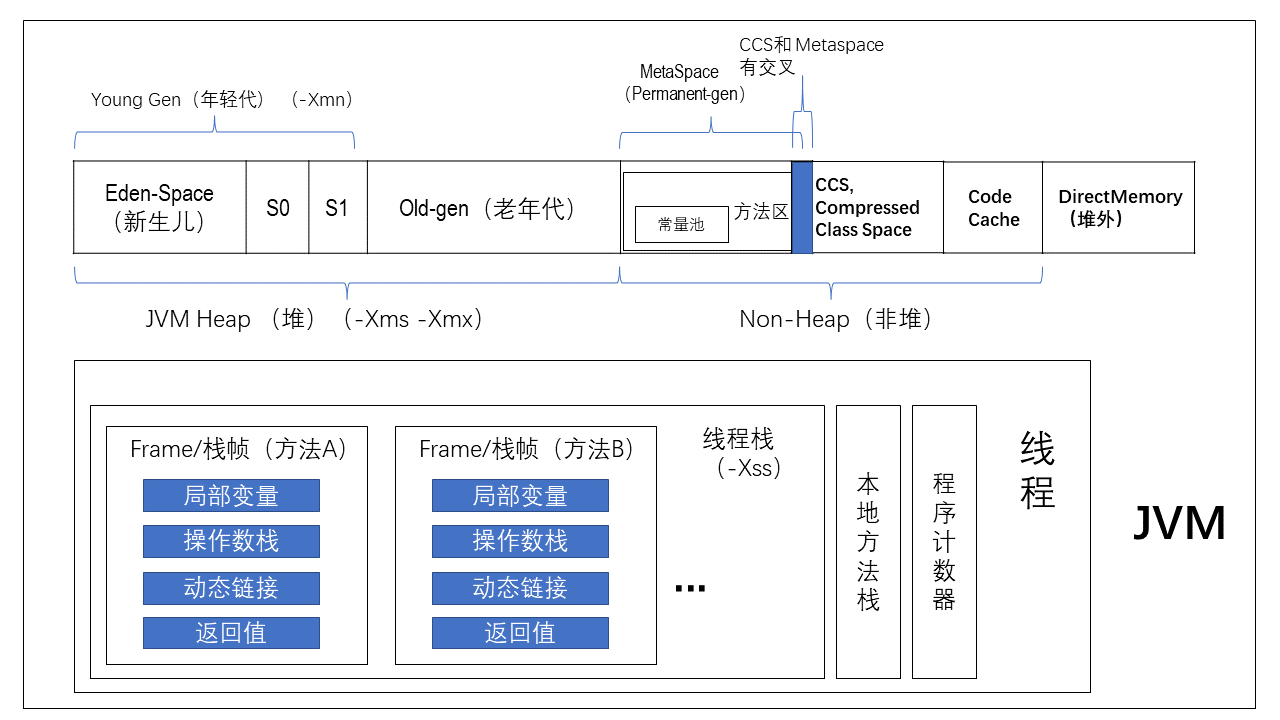 CCS和 Metaspace
有交叉
MetaSpace
（Permanent-gen）
Young Gen（年轻代）（-Xmn）
Eden-Space
（新生儿）
S0
S1
Old-gen（老年代）
常量池
方法区
CCS,
Compressed
Class Space
Code
Cache
DirectMemory
（堆外）
JVM Heap （堆）（-Xms -Xmx）
Non-Heap（非堆）
Frame/栈帧（方法A）
局部变量
操作数栈
动态链接
返回值
Frame/栈帧（方法B）
局部变量
操作数栈
动态链接
返回值
线程栈
（-Xss）
...
本地方法栈
程序计数器
线程
JVM